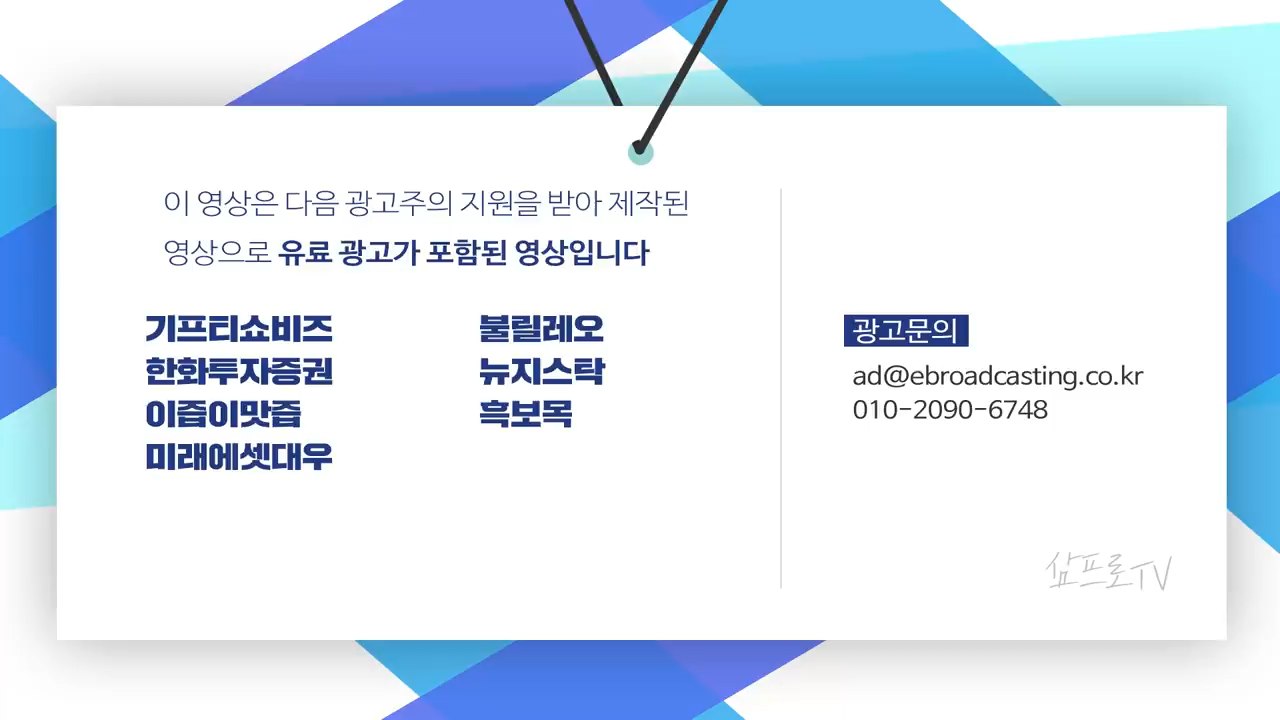 이 영상은 다음 광고주의 지원을 받아 제작된
영상으로 유료 광고가 포함된 영상입니다
기프티쇼비즈
한화투자증권
이즙이맛즙
미래에셋대우
불릴레오
뉴지스탁
흑보목
광고문의
ad@ebroadcasting.co.kr
010-2090-6748
삼프로TV